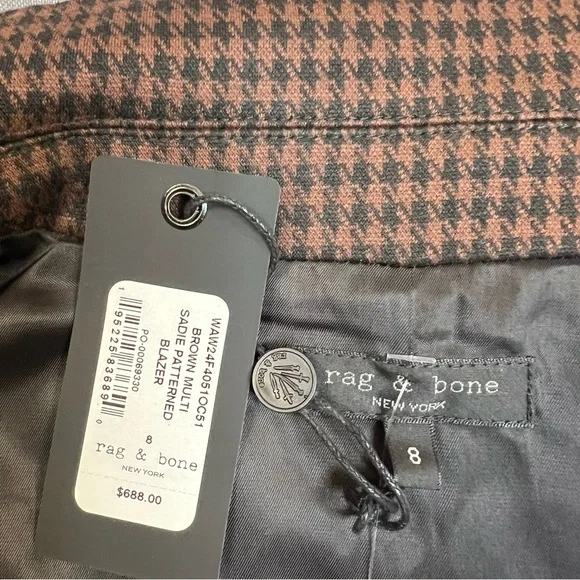 WAW24F4051OC51
BROWN MULTI
SADIE PATTERNED
BLAZER
PO-00069330
1 95225 83689 0
8
rag & bone
NEW YORK
$688.00
rag & bone
NEW YORK
8